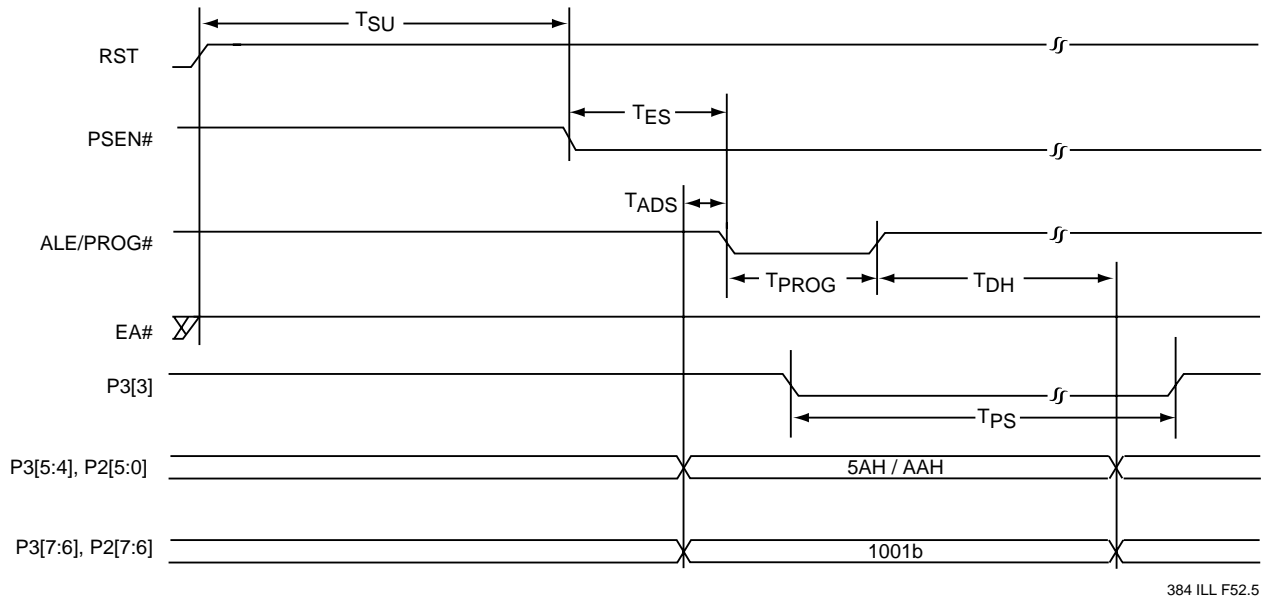 TSU
RST
TES
PSEN#
TADS
ALE/PROG#
TPROG
TDH
EA#
P3[3]
TPS
P3[5:4], P2[5:0]
5AH / AAH
P3[7:6], P2[7:6]
1001b
384 ILL F52.5